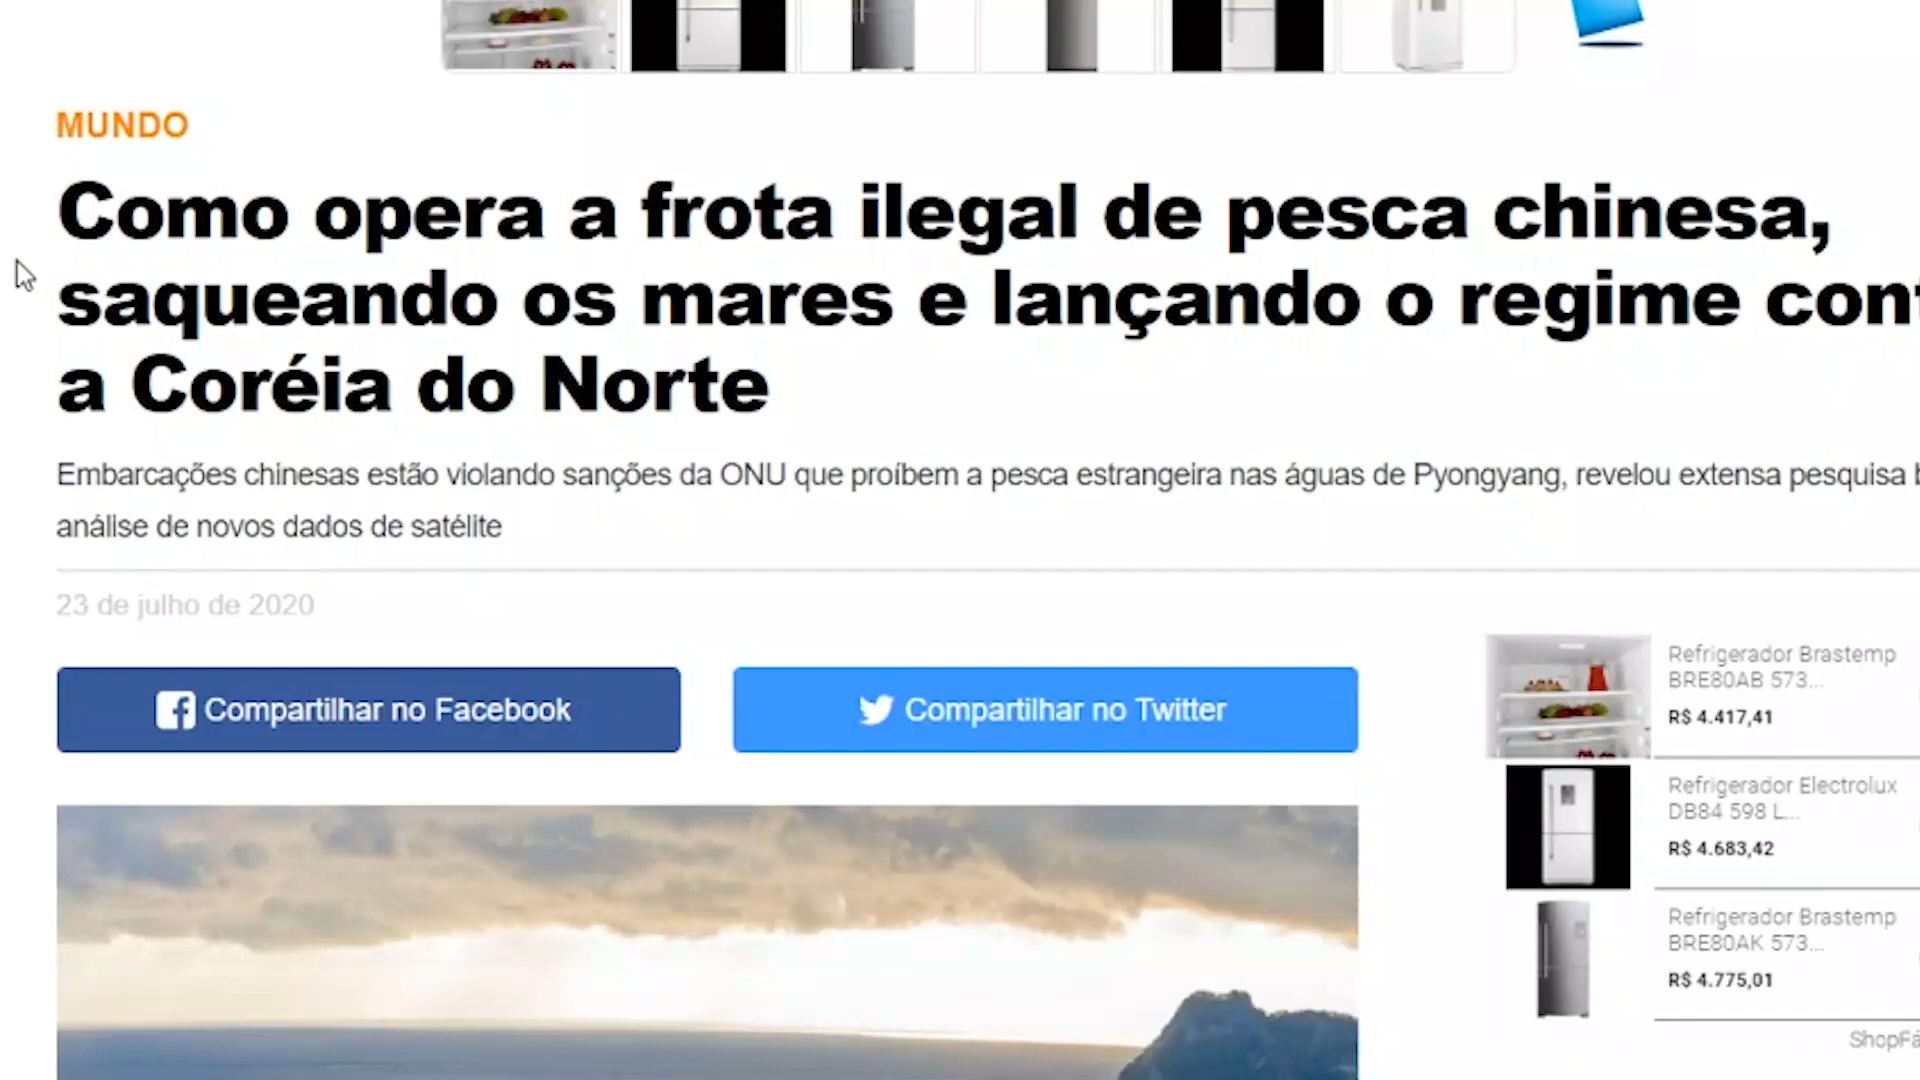 MUNDO
Como opera a frota ilegal de pesca chinesa,
saqueando os mares e lançando o regime
a Coréia do Norte
Embarcações chinesas estão violando sanções da ONU que proíbem a pesca estrangeira nas águas de Pyongyang, revelou extensa pesquisa
análise de novos dados de satélite
23 de julho de 2020
Compartilhar no Facebook
Compartilhar no Twitter
Refrigerador Brastemp
BRE80AB 573...
R$ 4.417,41
Refrigerador Electrolux
DB84 598 L...
R$ 4.683,42
Refrigerador Brastemp
BRE80AK 573...
R$ 4.775,01